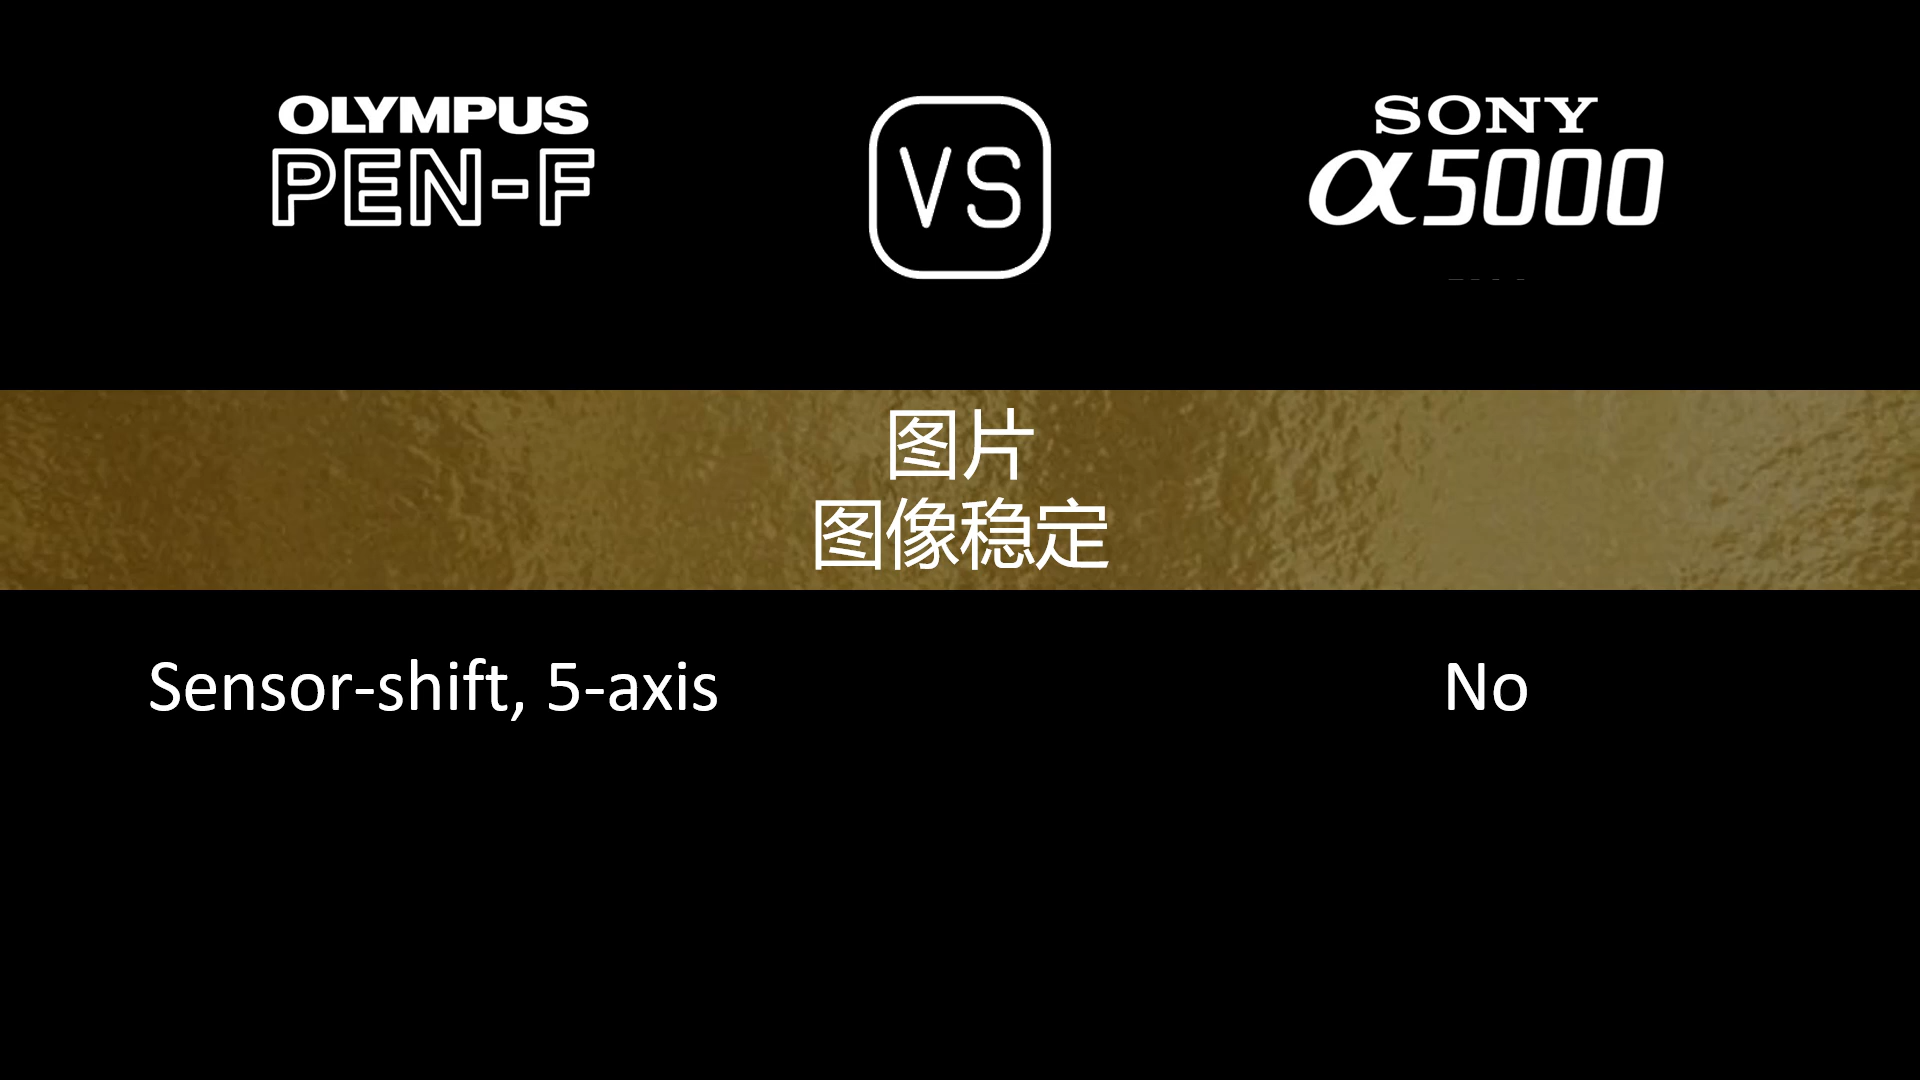 OLYMPUS
PEN-F
VS
SONY
α5000
图片
图像稳定
Sensor-shift, 5-axis
No